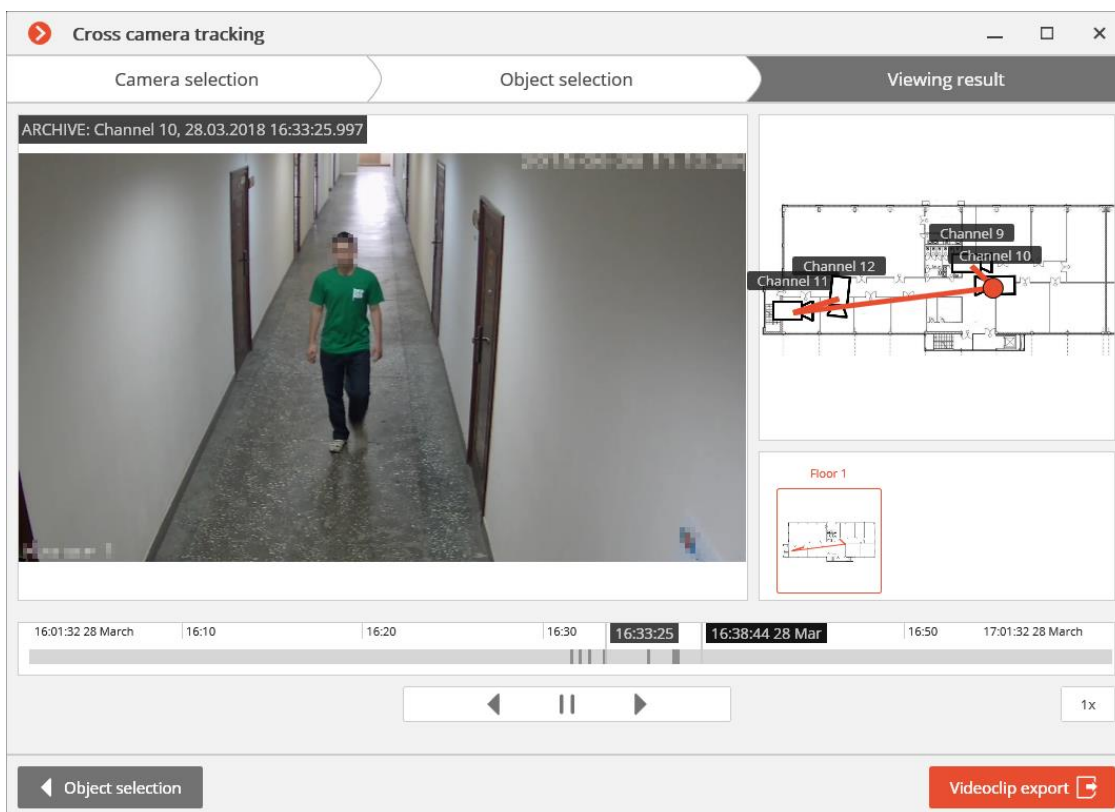 Cross camera tracking
Camera selection
Object selection
Viewing result
ARCHIVE: Channel 10, 28.03.2018 16:33:25.997
Channel 9
Channel 10
Channel 12
Channel 11
Floor 1
16:01:32 28 March
16:10
16:20
16:30
16:33:25
16:38:44 28 Mar
16:50
17:01:32 28 March
1x
Object selection
Videoclip export